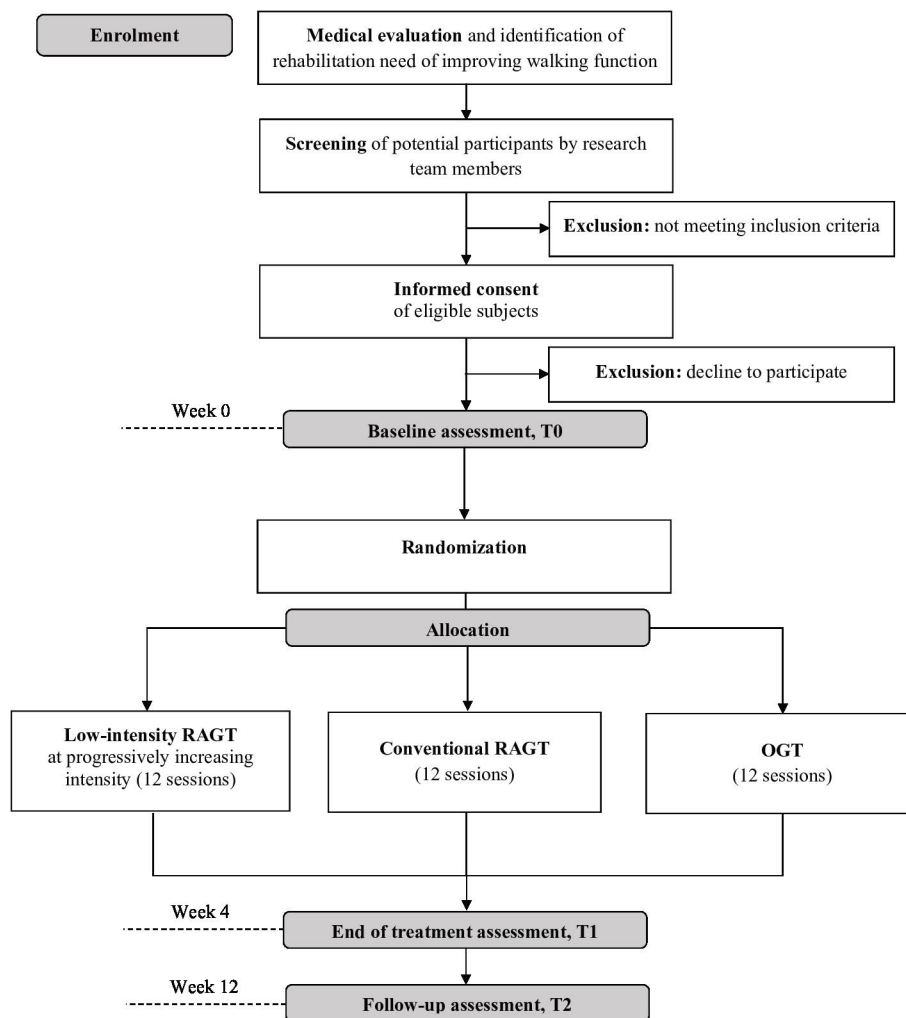 Enrolment
Medical evaluation and identification of
rehabilitation need of improving walking function
Screening of potential participants by research
team members
Exclusion: not meeting inclusion criteria
Informed consent
of eligible subjects
Exclusion: decline to participate
Week 0
Baseline assessment, T0
Randomization
Allocation
Low-intensity RAGT
at progressively increasing
intensity (12 sessions)
Conventional RAGT
(12 sessions)
OGT
(12 sessions)
Week 4
End of treatment assessment, T1
Week 12
Follow-up assessment, T2